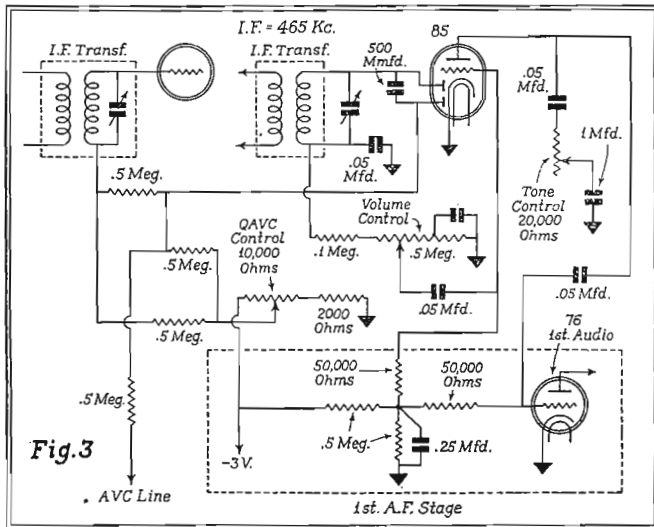 I.F. = 465 Kc.
I.F. Transf.
I.F. Transf.
500
Mmfd.
85
.05
Mfd.
.05
Mfd.
.1 Mfd.
Tone
Control
20,000
Ohms
.5 Meg.
QAVC
Control
10,000
Ohms
Volume
Control
.1 Meg.
.5 Meg.
.5 Meg.
.5 Meg.
2000
Ohms
.05 Mfd.
.05 Mfd.
76
1st. Audio
50,000
Ohms
50,000
Ohms
.5 Meg.
.5 Meg.
.25 Mfd.
Fig.3
-3 V.
AVC Line
1st. A.F. Stage